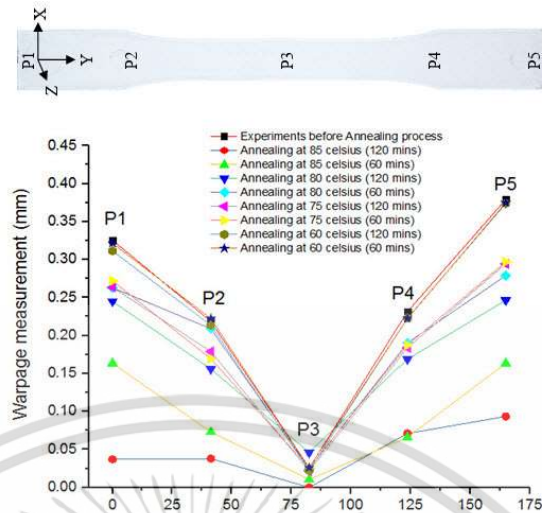 X
P1
Y
Z
P2
P3
P4
P5
Experiments before Annealing process
Annealing at 85 celsius (120 mins)
Annealing at 85 celsius (60 mins)
Annealing at 80 celsius (120 mins)
Annealing at 80 celsius (60 mins)
Annealing at 75 celsius (120 mins)
Annealing at 75 celsius (60 mins)
Annealing at 60 celsius (120 mins)
Annealing at 60 celsius (60 mins)
Warpage measurement (mm)
0.45
0.40
0.35
0.30
0.25
0.20
0.15
0.10
0.05
0.00
P1
P2
P3
P4
P5
0 25 50 75 100 125 150 175